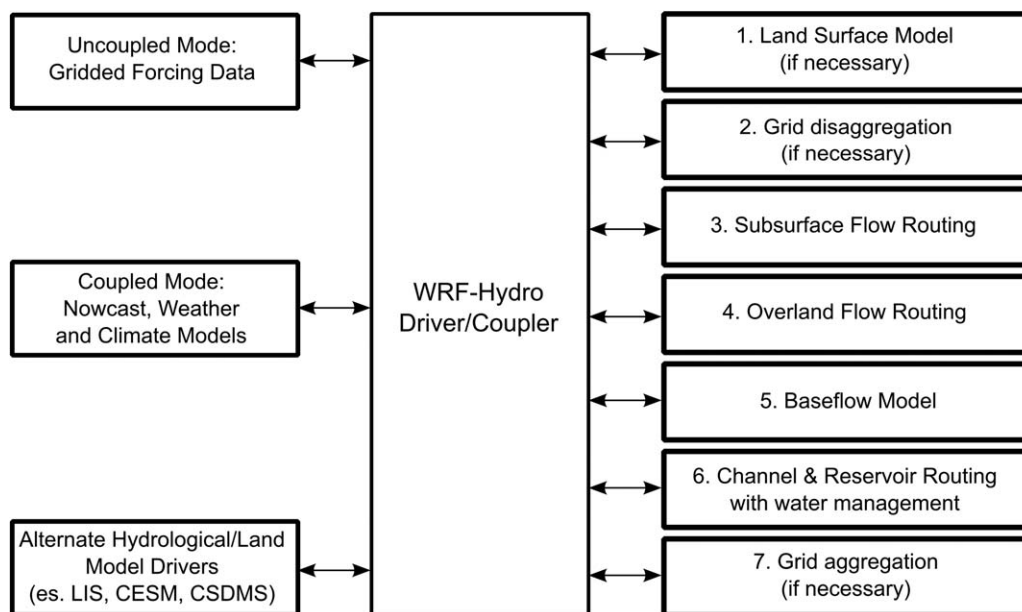 Uncoupled Mode:
Gridded Forcing Data
Coupled Mode:
Nowcast, Weather
and Climate Models
Alternate Hydrological/Land
Model Drivers
(es. LIS, CESM, CSDMS)
WRF-Hydro
Driver/Coupler
1. Land Surface Model
(if necessary)
2. Grid disaggregation
(if necessary)
3. Subsurface Flow Routing
4. Overland Flow Routing
5. Baseflow Model
6. Channel & Reservoir Routing
with water management
7. Grid aggregation
(if necessary)